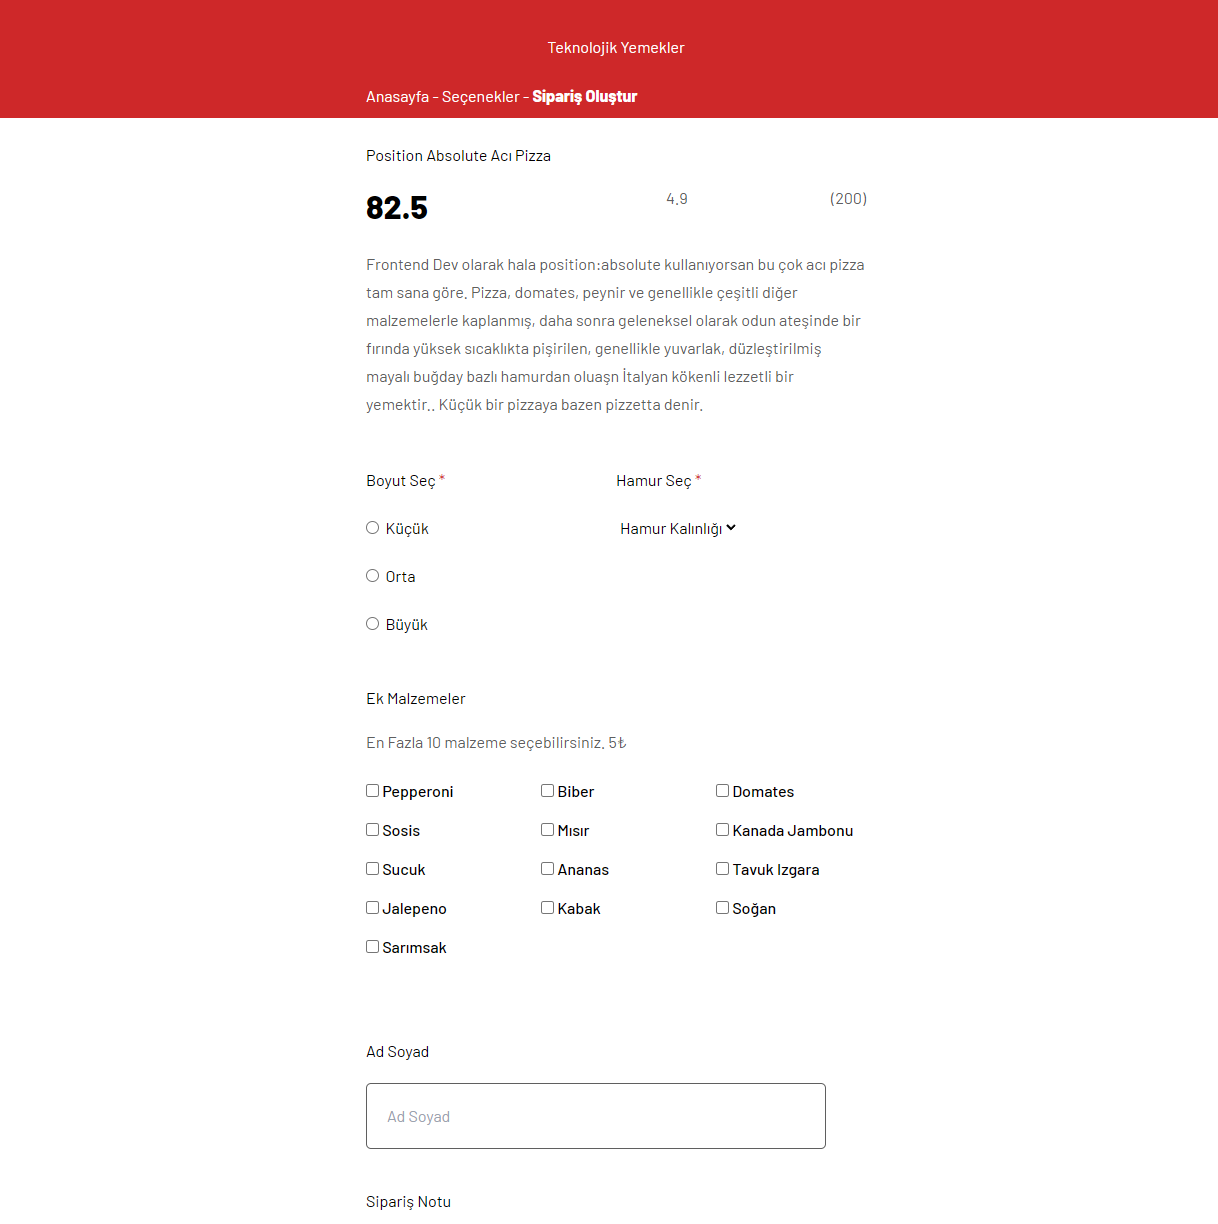 Teknolojik Yemekler
Anasayfa - Seçenekler - Sipariş Oluştur
Position Absolute Acı Pizza
82.5 4.9 (200)
Frontend Dev olarak hala position:absolute kullanıyorsan bu çok acı pizza
tam sana göre. Pizza, domates, peynir ve genellikle çeşitli diğer
malzemelerle kaplanmış, daha sonra geleneksel olarak odun ateşinde bir
fırında yüksek sıcaklıkta pişirilen, genellikle yuvarlak, düzleştirilmiş
mayalı buğday bazlı hamurdan oluaşn İtalyan kökenli lezzetli bir
yemektir.. Küçük bir pizzaya bazen pizzetta denir.
Boyut Seç * Hamur Seç *
Küçük Hamur Kalınlığı
Orta
Büyük
Ek Malzemeler
En Fazla 10 malzeme seçebilirsiniz. 5₺
Pepperoni Biber Domates
Sosis Mısır Kanada Jambonu
Sucuk Ananas Tavuk Izgara
Jalepeno Kabak Soğan
Sarımsak
Ad Soyad
Ad Soyad
Sipariş Notu